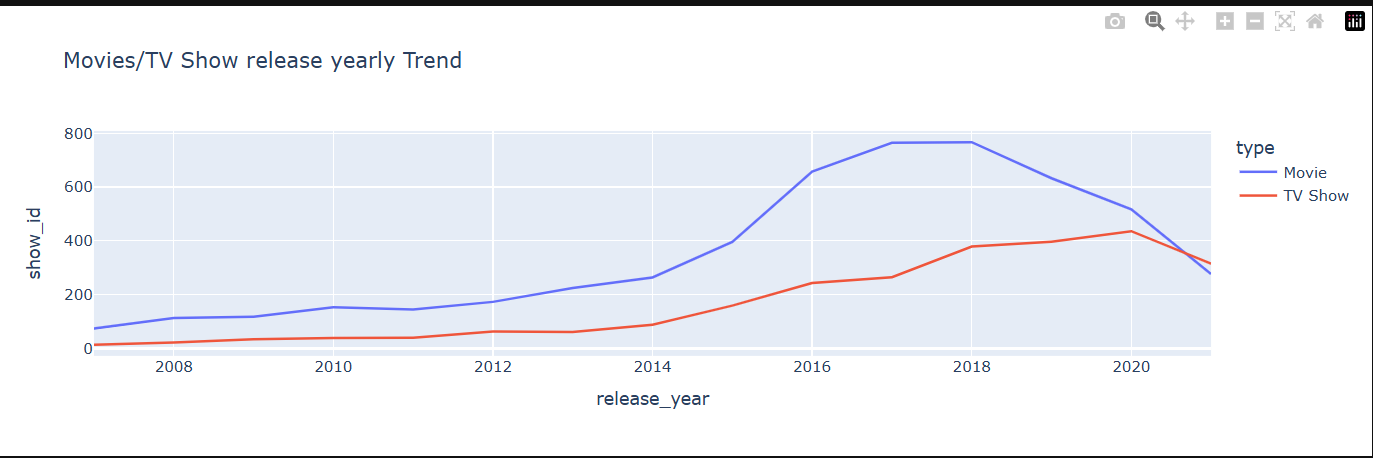 Movies/TV Show release yearly Trend
800
600
400
200
0
show_id
2008 2010 2012 2014 2016 2018 2020
release_year
type
Movie
TV Show